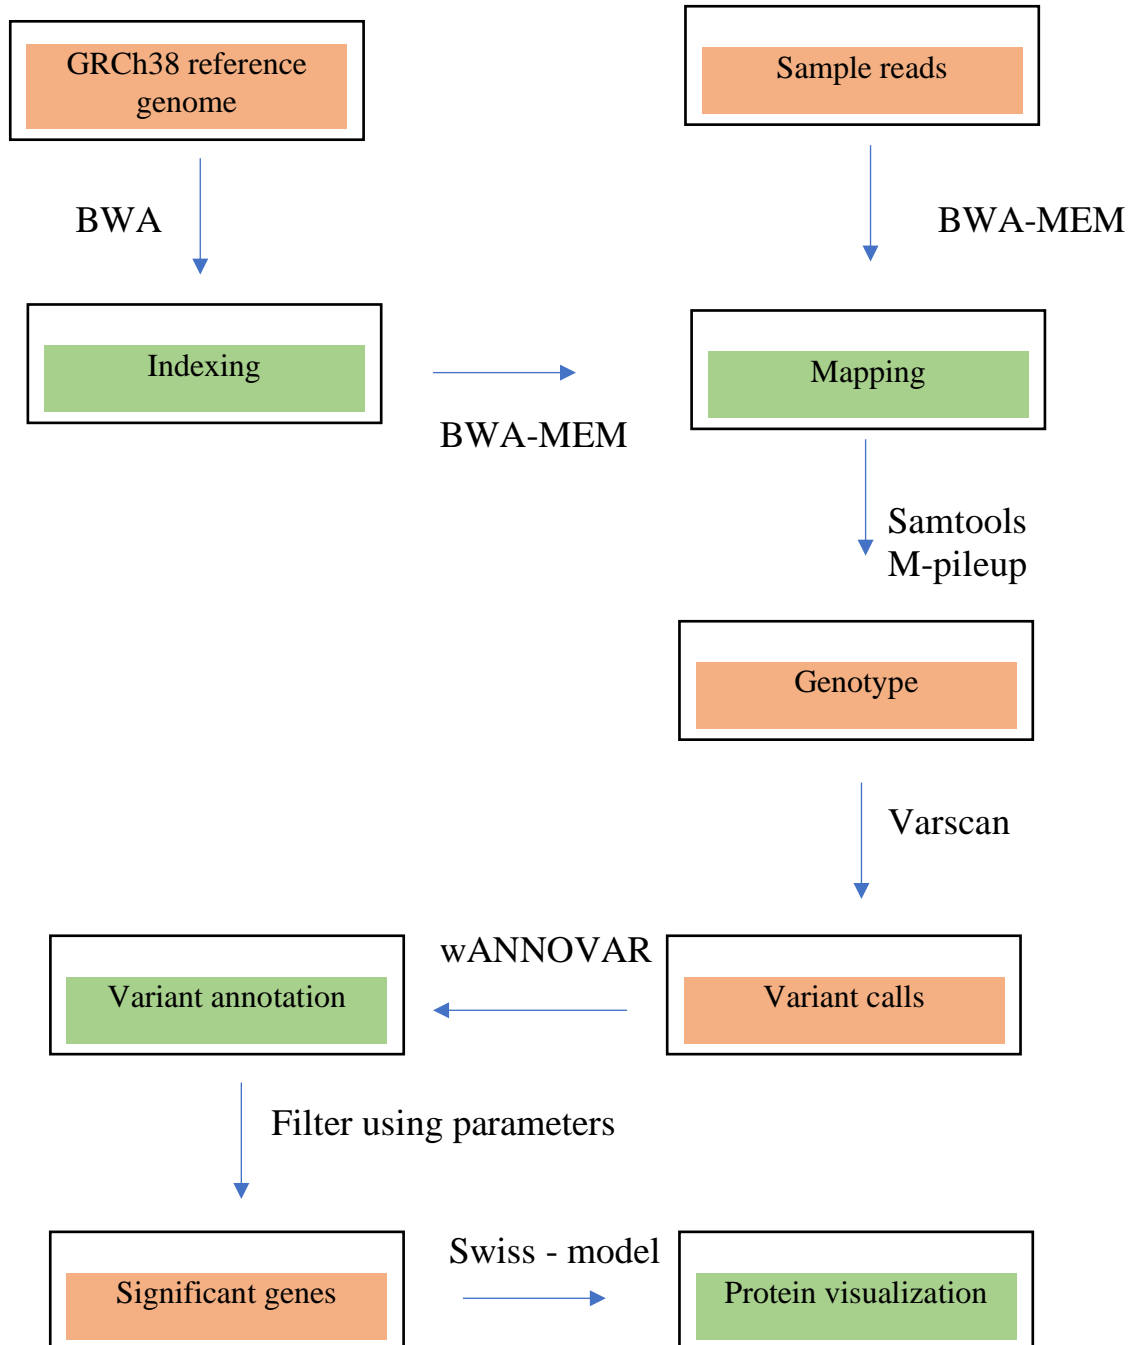 GRCh38 reference
genome
Sample reads
BWA
BWA-MEM
Indexing
BWA-MEM
Mapping
Samtools
M-pileup
Genotype
Varscan
wANNOVAR
Variant annotation
Variant calls
Filter using parameters
Significant genes
Swiss - model
Protein visualization